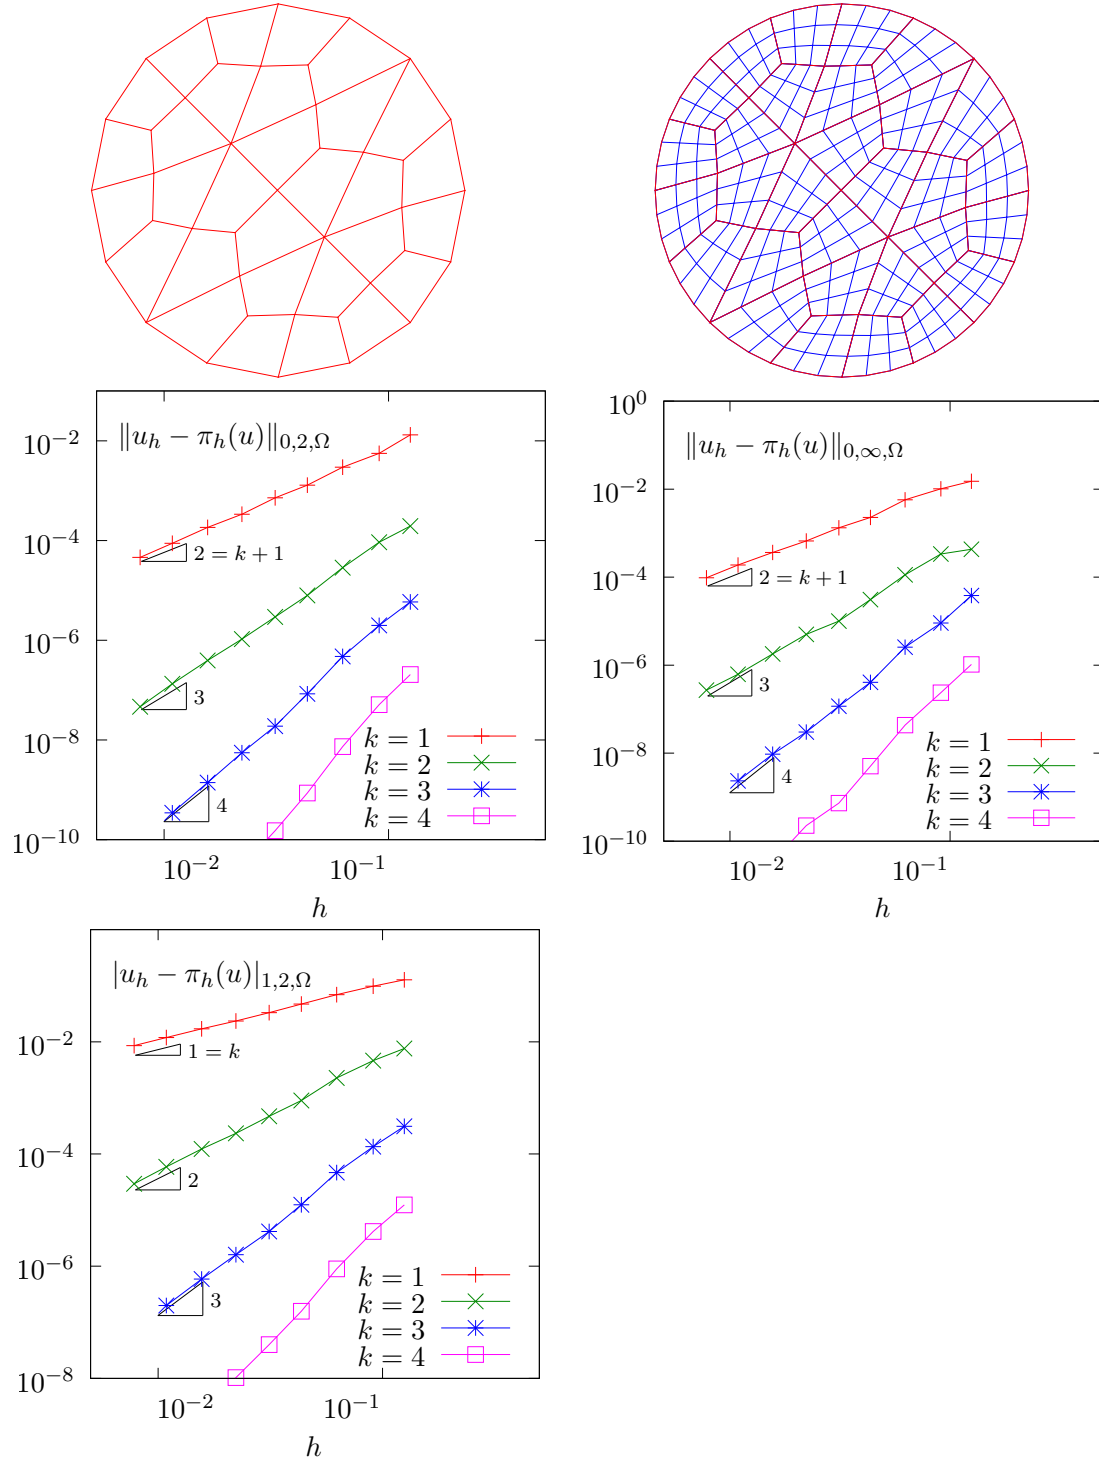 10⁻²
10⁻⁴
10⁻⁶
10⁻⁸
10⁻¹⁰
‖u_h − π_h(u)‖_{0,2,Ω}
2 = k + 1
3
4
k = 1
k = 2
k = 3
k = 4
10⁻² 10⁻¹
h
10⁰
10⁻²
10⁻⁴
10⁻⁶
10⁻⁸
10⁻¹⁰
‖u_h − π_h(u)‖_{0,∞,Ω}
2 = k + 1
3
4
k = 1
k = 2
k = 3
k = 4
10⁻² 10⁻¹
h
10⁻²
10⁻⁴
10⁻⁶
10⁻⁸
|u_h − π_h(u)|_{1,2,Ω}
1 = k
2
3
k = 1
k = 2
k = 3
k = 4
10⁻² 10⁻¹
h